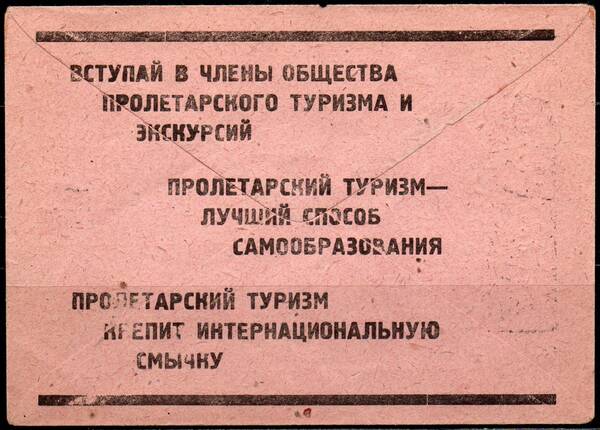 ВСТУПАЙ В ЧЛЕНЫ ОБЩЕСТВА
ПРОЛЕТАРСКОГО ТУРИЗМА И
ЭКСКУРСИЙ
ПРОЛЕТАРСКИЙ ТУРИЗМ—
ЛУЧШИЙ СПОСОБ
САМООБРАЗОВАНИЯ
ПРОЛЕТАРСКИЙ ТУРИЗМ
КРЕПИТ ИНТЕРНАЦИОНАЛЬНУЮ
СМЫЧКУ